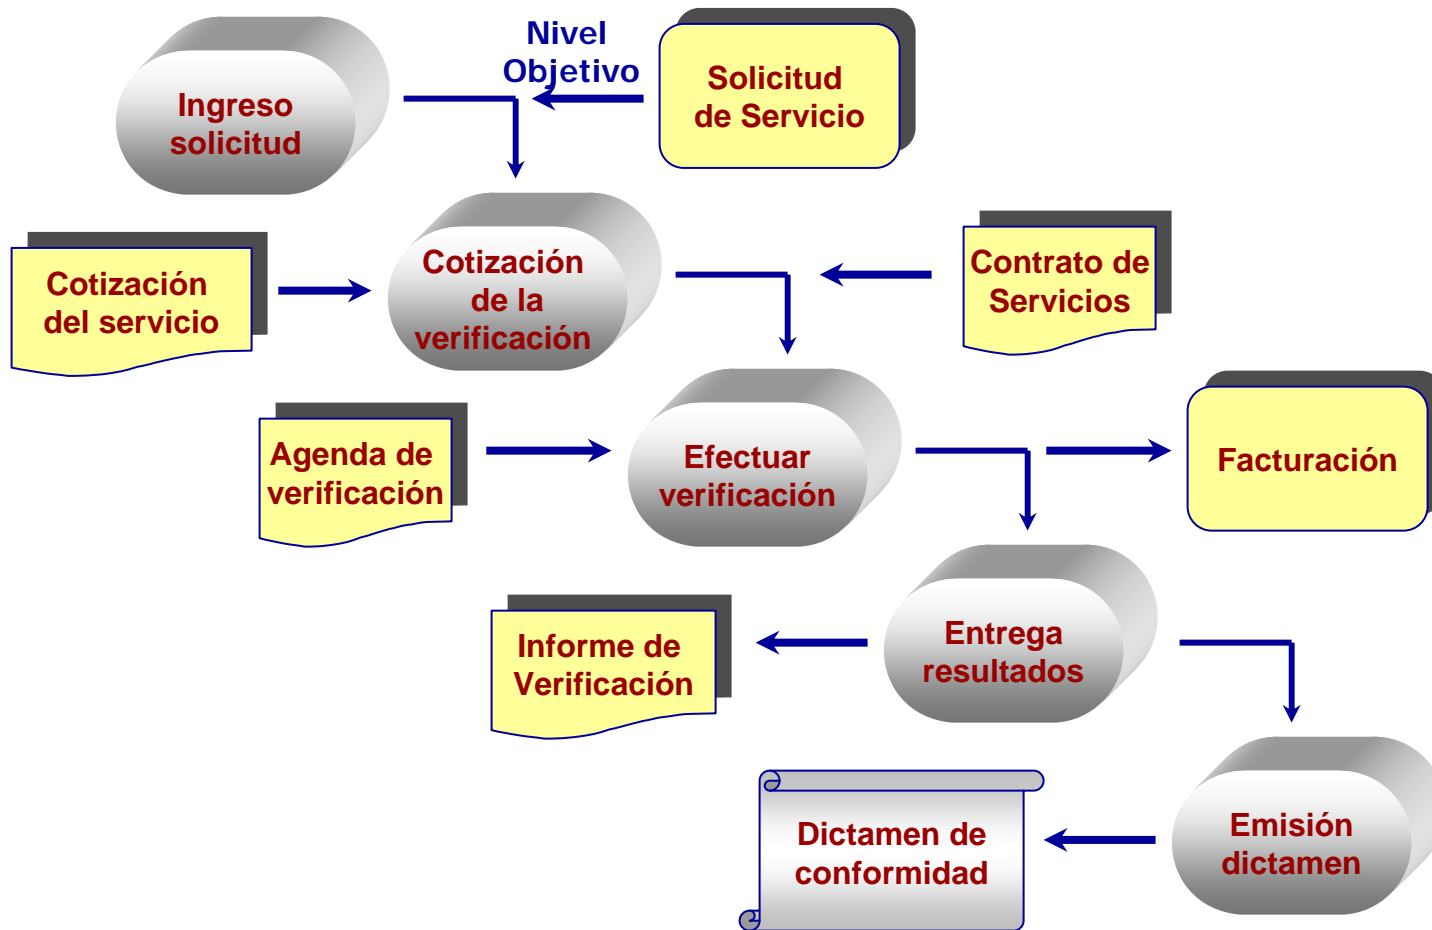 Nivel
Objetivo
Ingreso
solicitud
Solicitud
de Servicio
Cotización
del servicio
Cotización
de la
verificación
Contrato de
Servicios
Agenda de
verificación
Efectuar
verificación
Facturación
Informe de
Verificación
Entrega
resultados
Dictamen de
conformidad
Emisión
dictamen